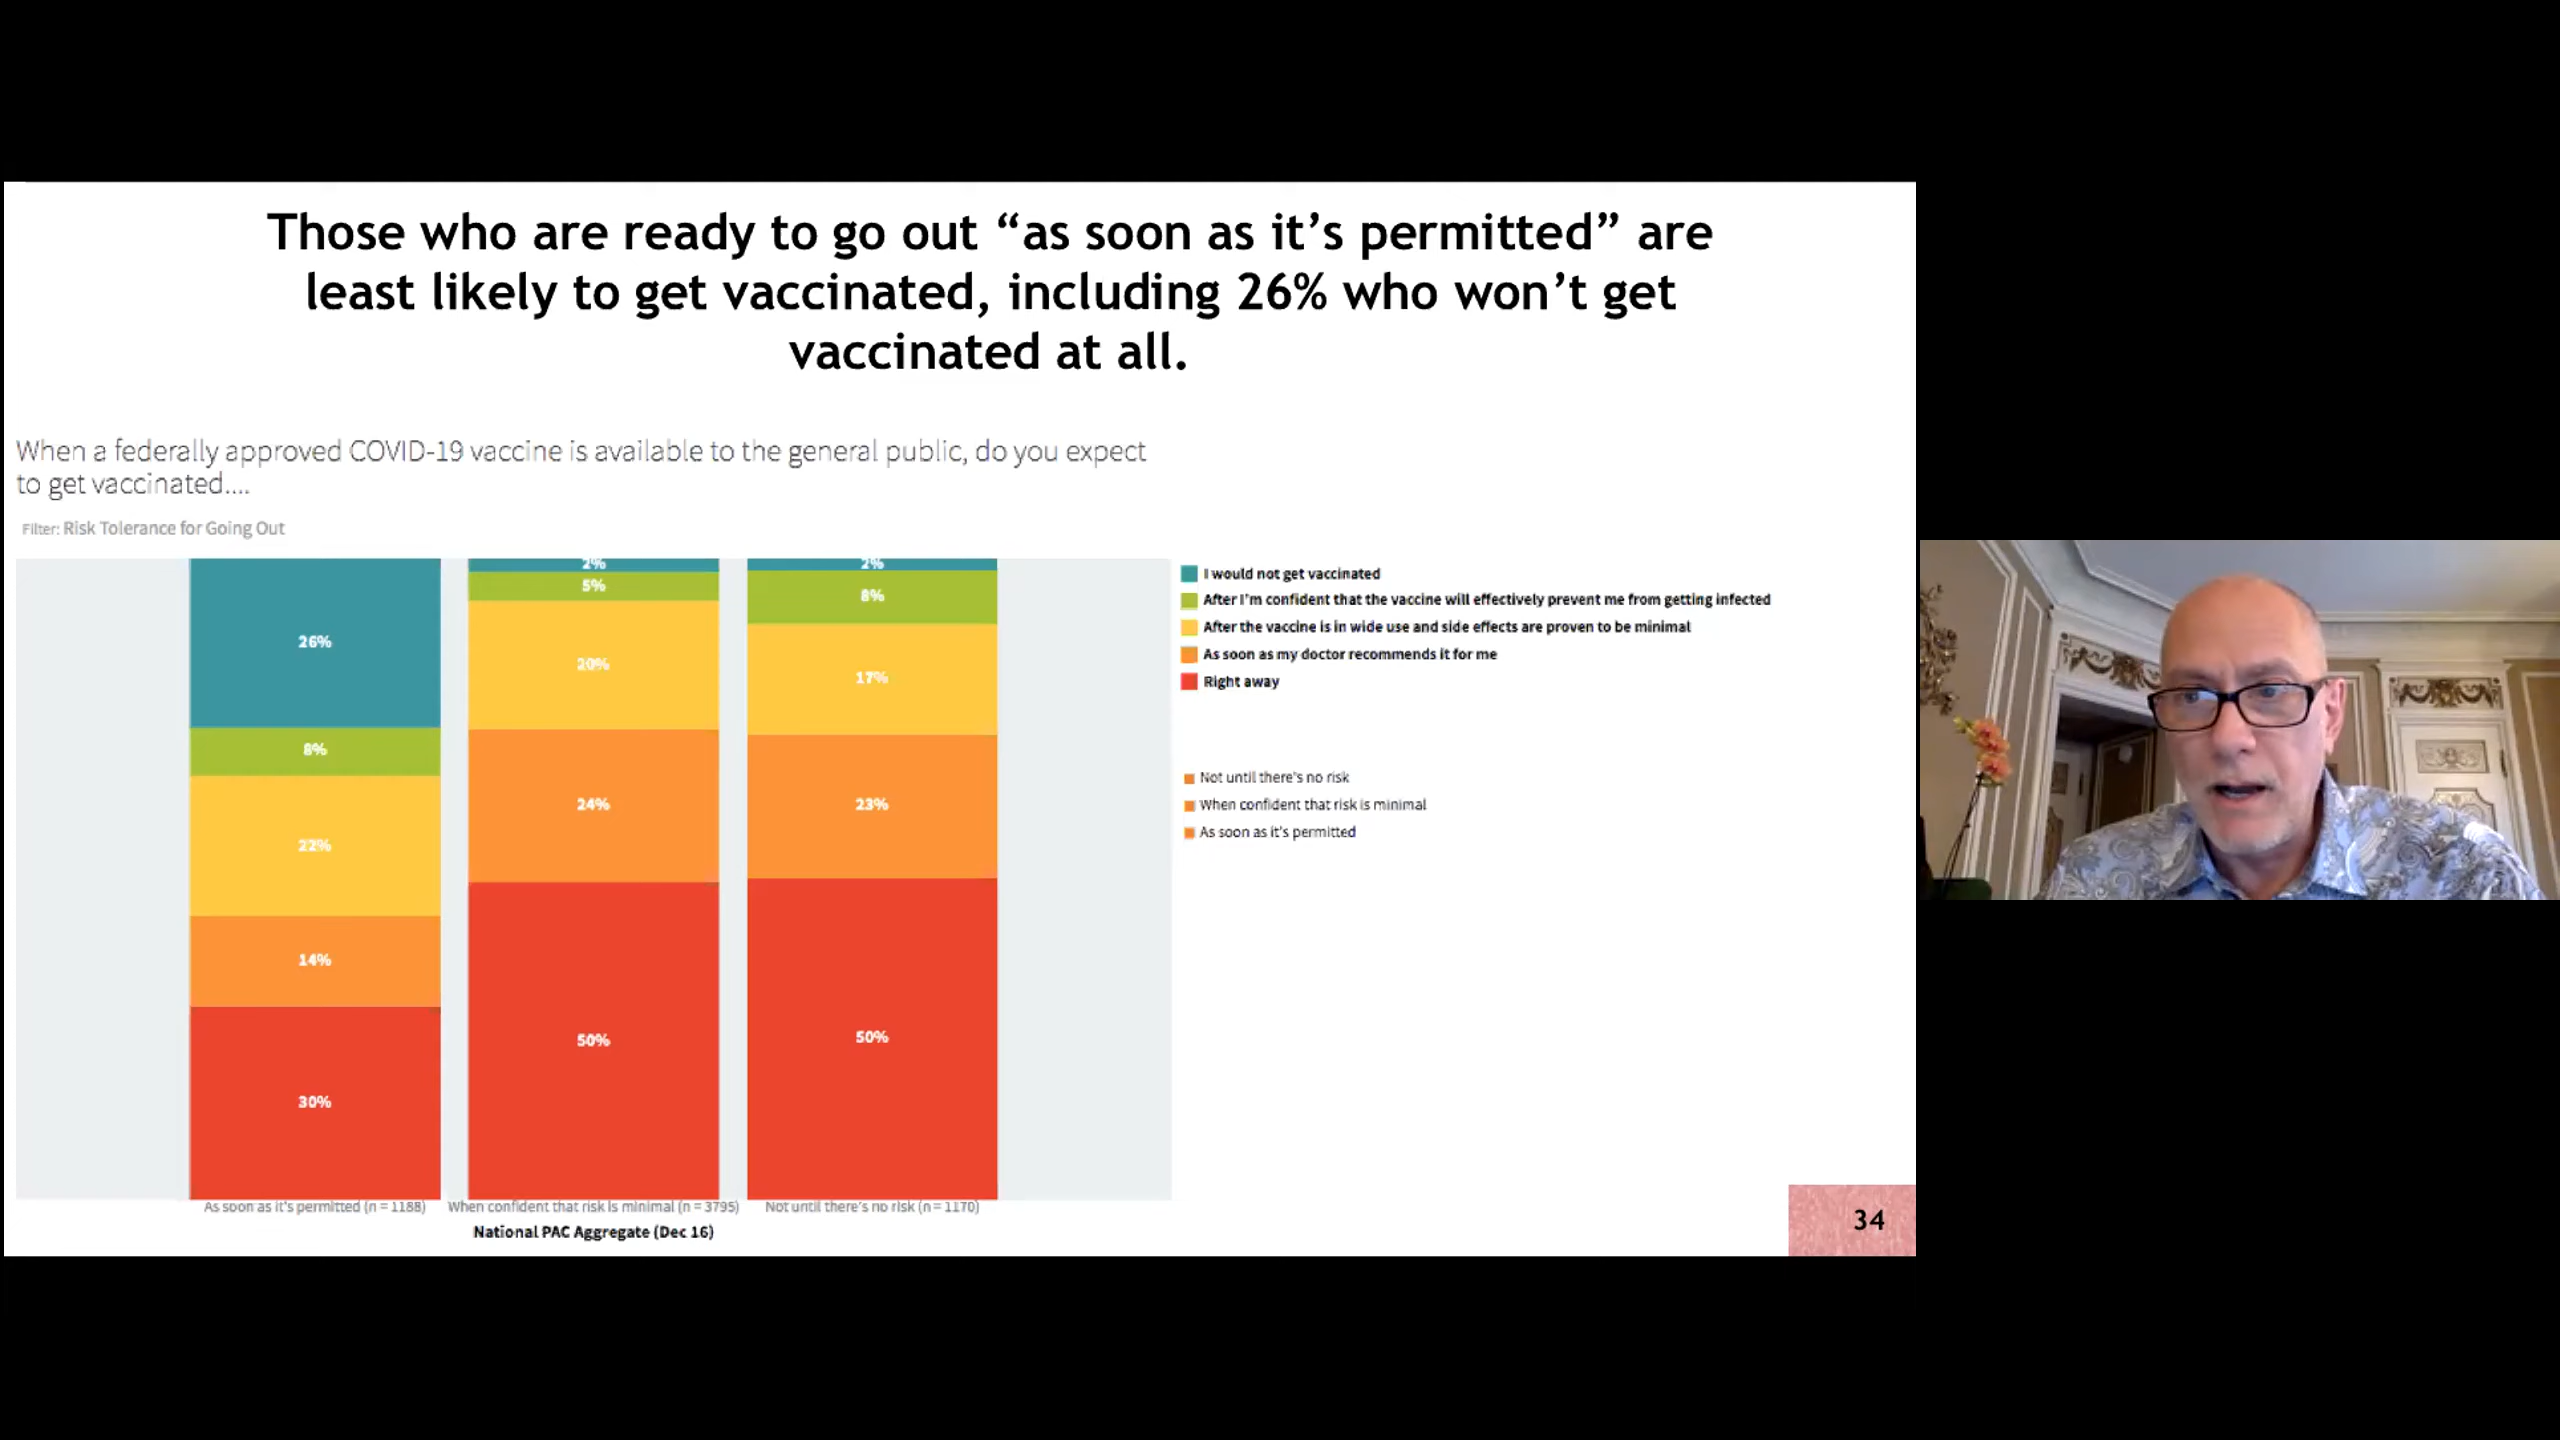 Those who are ready to go out “as soon as it’s permitted” are
least likely to get vaccinated, including 26% who won’t get
vaccinated at all.
When a federally approved COVID-19 vaccine is available to the general public, do you expect
to get vaccinated....
Filter: Risk Tolerance for Going Out
26%
8%
22%
14%
30%
2%
5%
20%
24%
50%
2%
8%
17%
23%
50%
As soon as it's permitted (n = 1188)
When confident that risk is minimal (n = 3795)
Not until there's no risk (n = 1170)
National PAC Aggregate (Dec 16)
I would not get vaccinated
After I'm confident that the vaccine will effectively prevent me from getting infected
After the vaccine is in wide use and side effects are proven to be minimal
As soon as my doctor recommends it for me
Right away
Not until there's no risk
When confident that risk is minimal
As soon as it's permitted
34